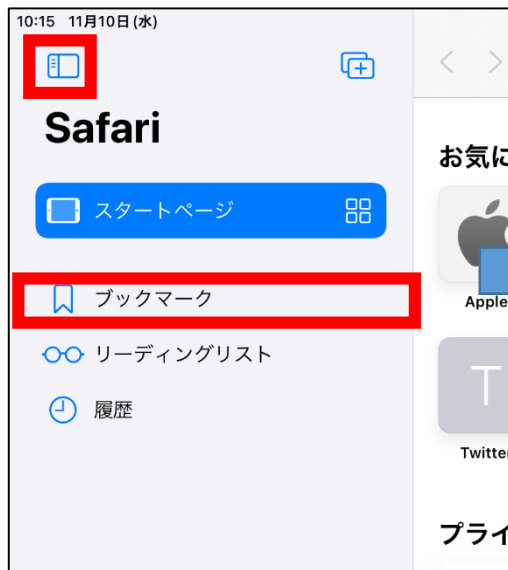 10:15 11月10日(水)
Safari
スタートページ
ブックマーク
リーディングリスト
履歴
お気に
Apple
T
Twitter
プライ